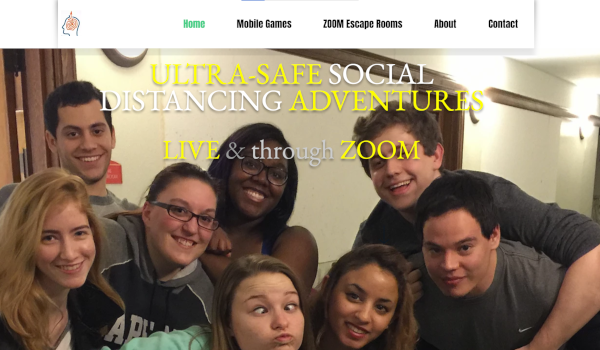 Home Mobile Games ZOOM Escape Rooms About Contact
ULTRA-SAFE SOCIAL
DISTANCING ADVENTURES
LIVE & through ZOOM